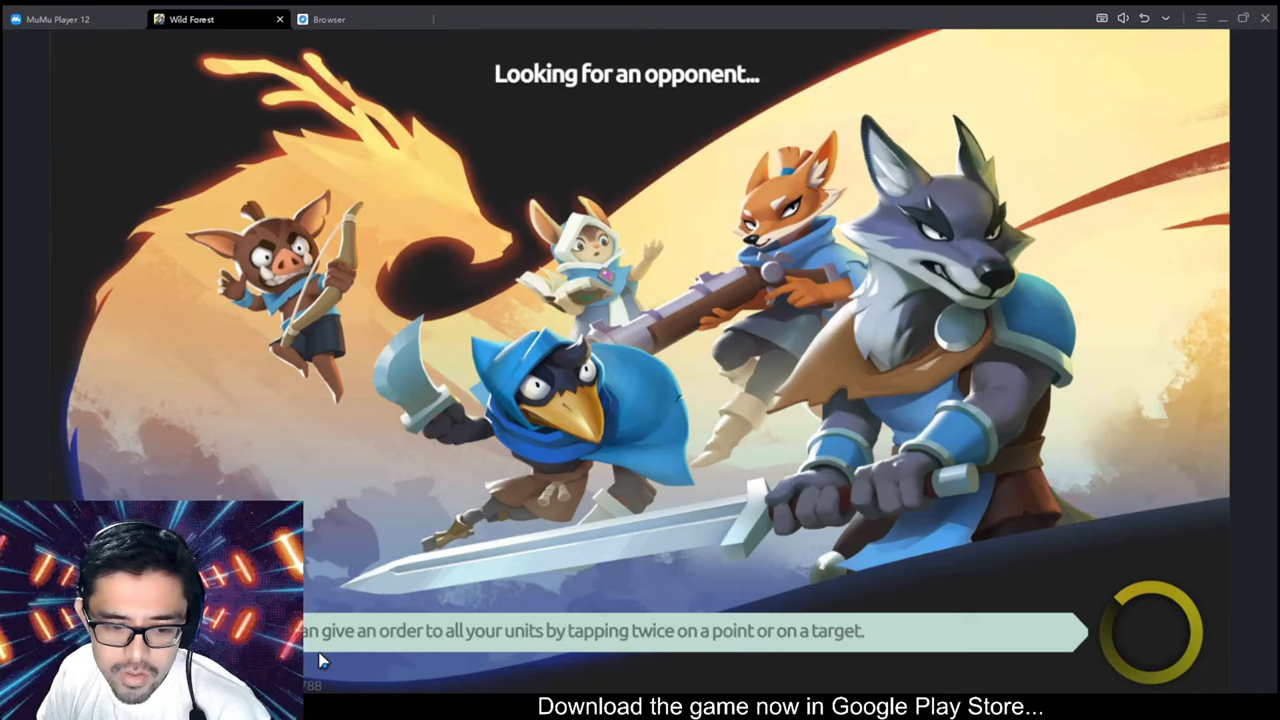 MuMu Player 12
Wild Forest
Browser
Looking for an opponent...
an give an order to all your units by tapping twice on a point or on a target.
788
Download the game now in Google Play Store...